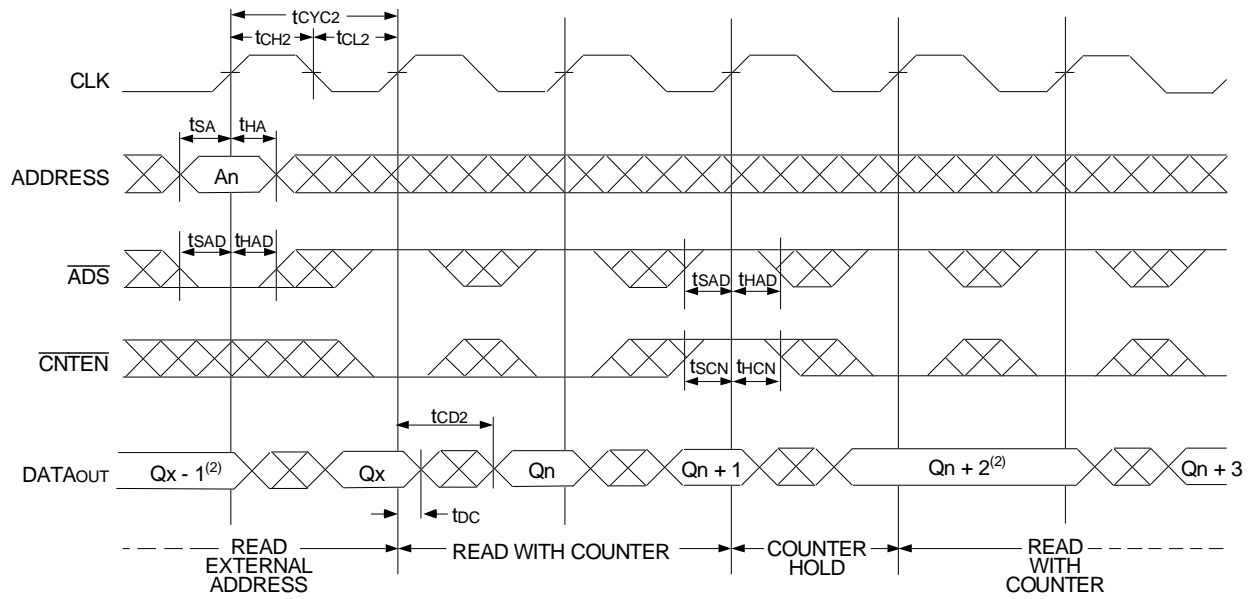 tCYC2
tCH2 tCL2
CLK
tSA tHA
ADDRESS An
tSAD tHAD
ADS
tSAD tHAD
CNTEN
tSCN tHCN
tCD2
DATAOUT Qx - 1(2) Qx Qn Qn + 1 Qn + 2(2) Qn + 3
tDC
READ EXTERNAL ADDRESS
READ WITH COUNTER
COUNTER HOLD
READ WITH COUNTER